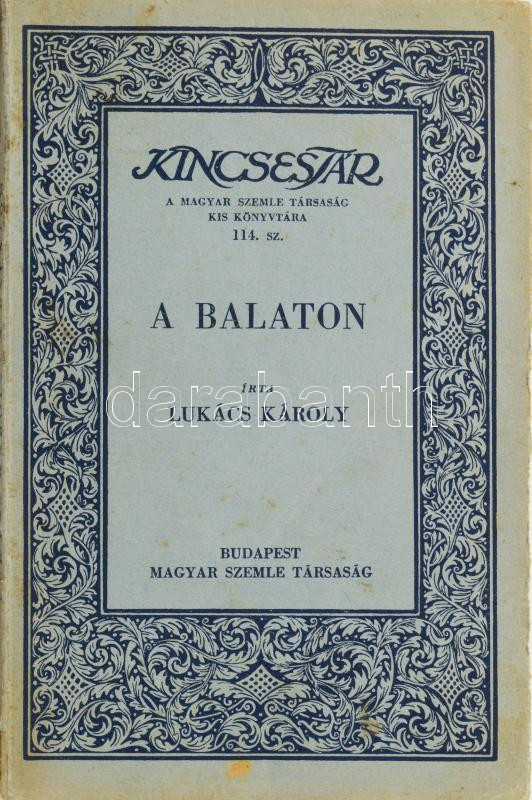 KINCSESTÁR
A MAGYAR SZEMLE TÁRSASÁG
KIS KÖNYVTÁRA
114. SZ.
A BALATON
ÍRTA
darabanth
LUKÁCS KÁROLY
BUDAPEST
MAGYAR SZEMLE TÁRSASÁG